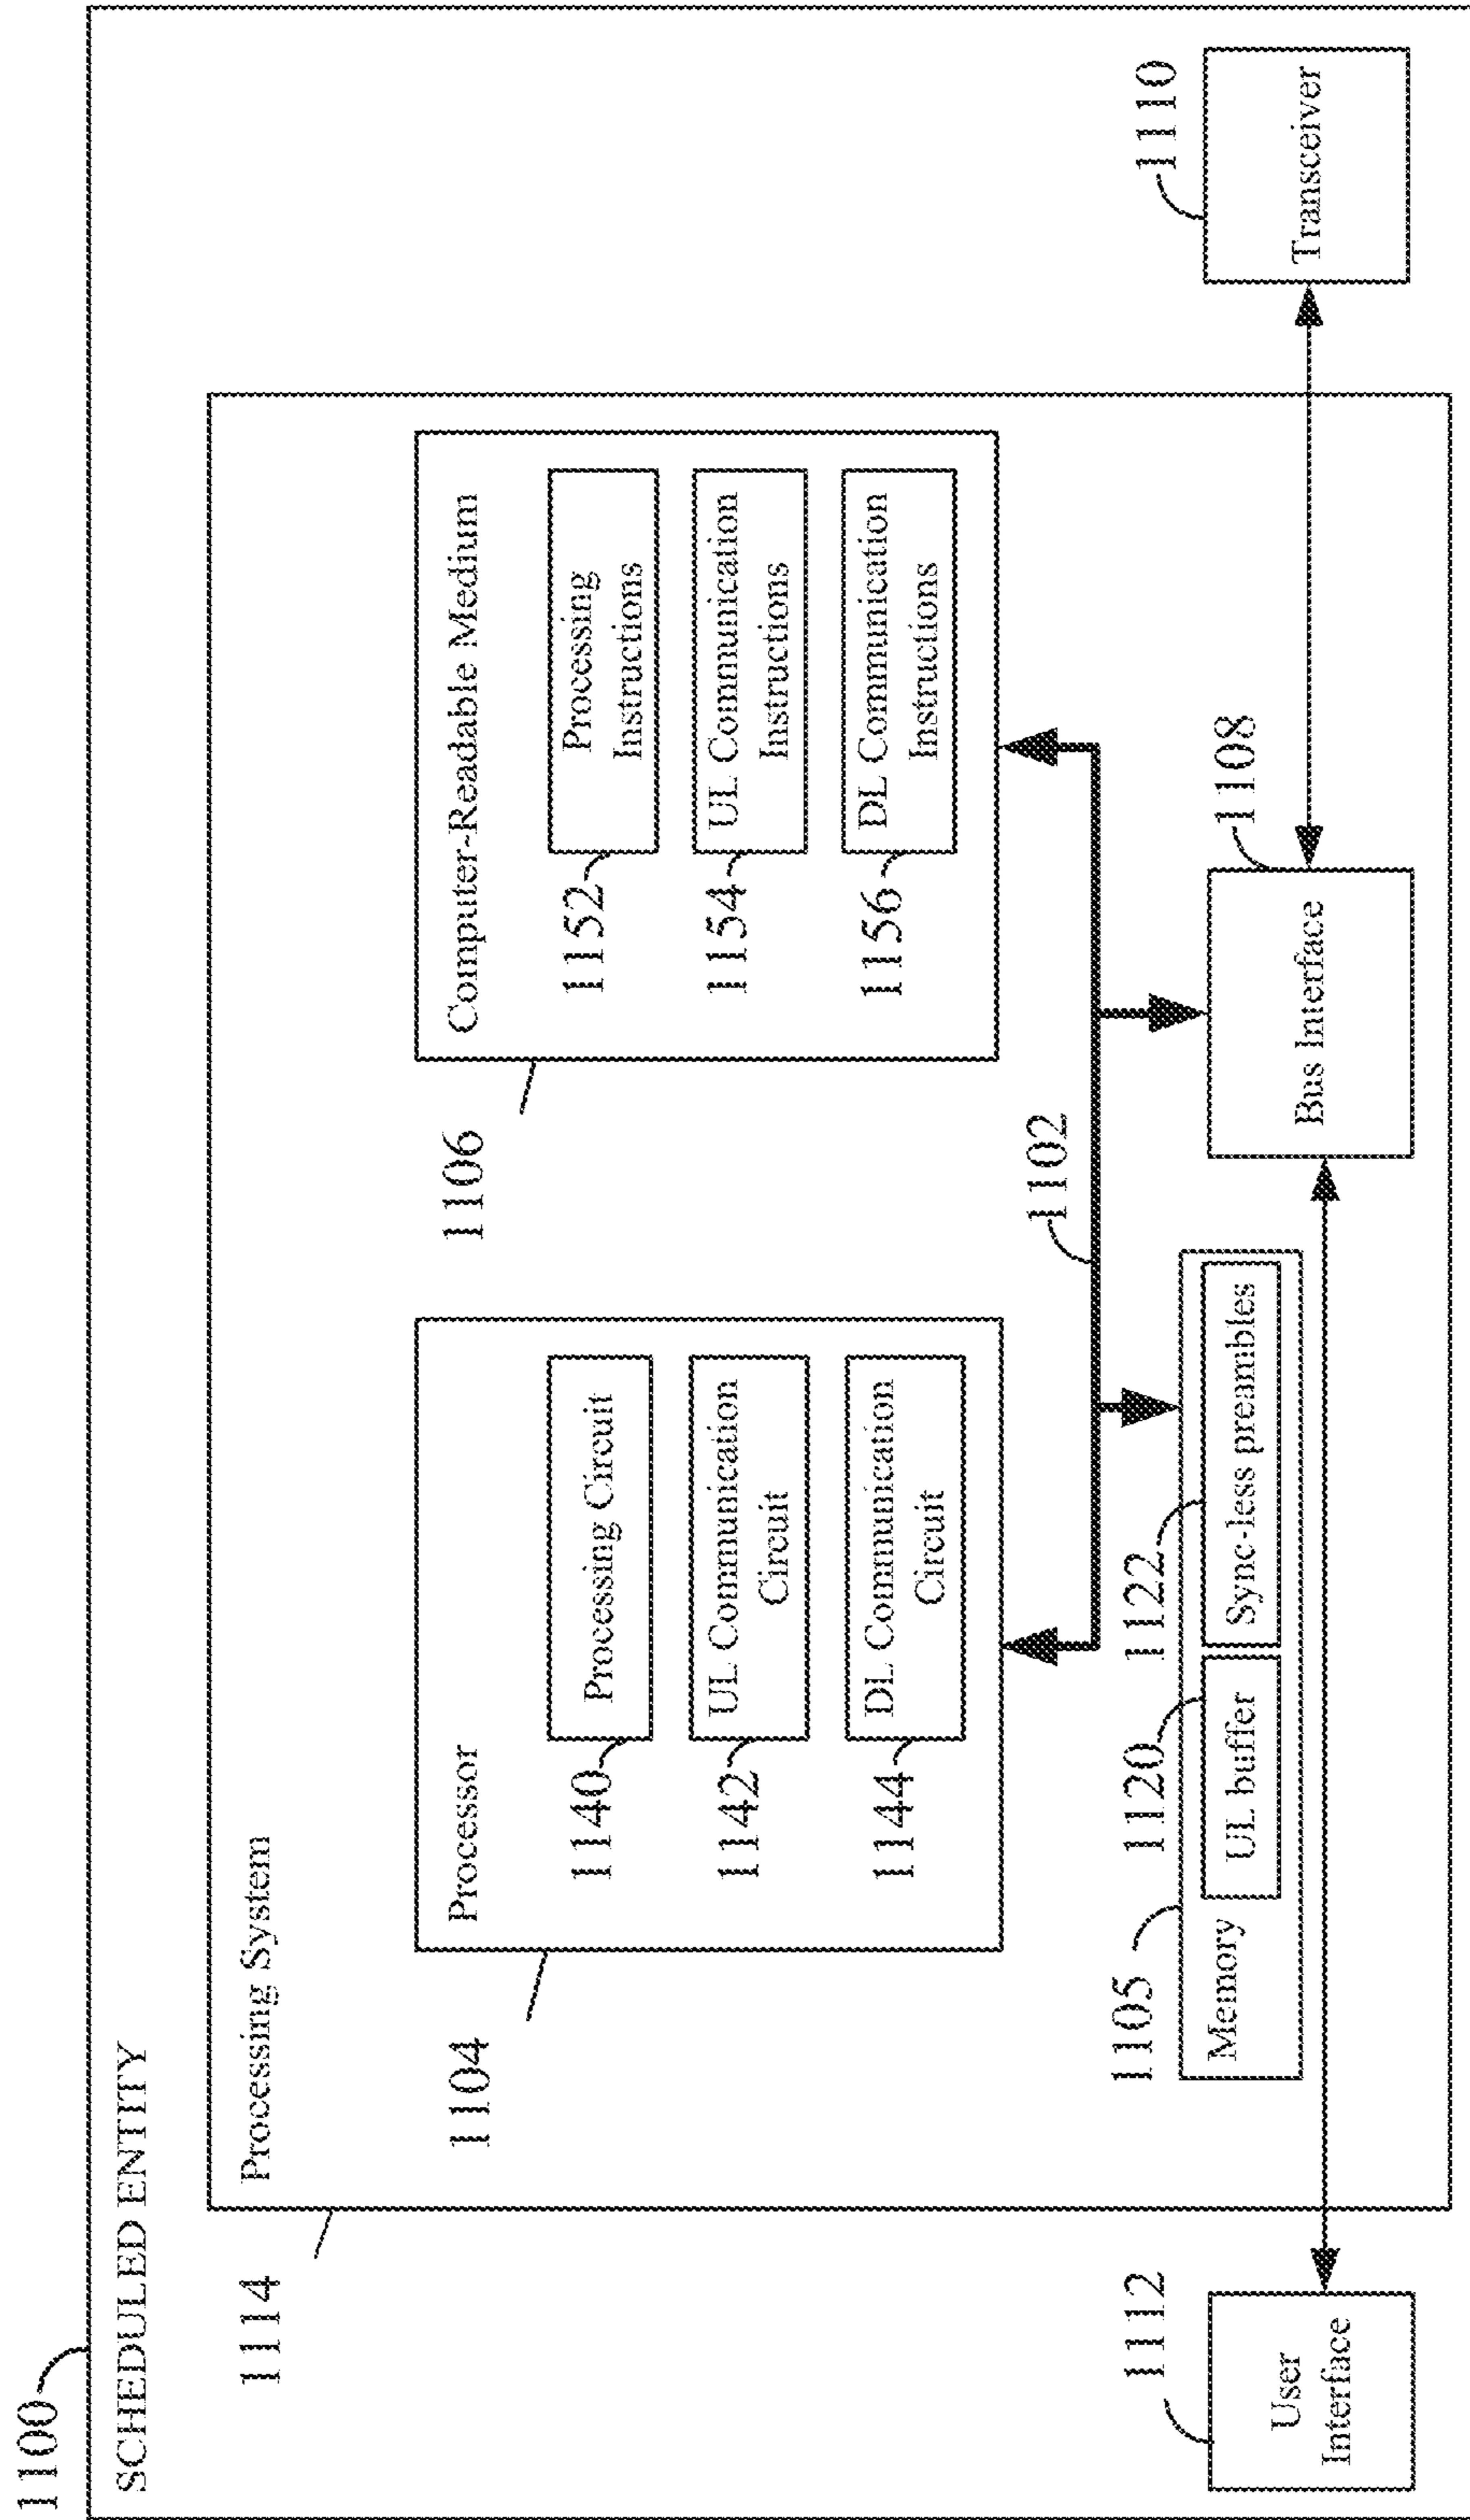 1100
SCHEDULED ENTITY
1114
Processing System
1104
Processor
1140
Processing Circuit
1142
UL Communication
Circuit
1144
DL Communication
Circuit
1106
Computer-Readable Medium
1152
Processing
Instructions
1154
UL Communication
Instructions
1156
DL Communication
Instructions
1102
1105
Memory
1120
UL buffer
1122
Sync-less preambles
1108
Bus Interface
1112
User
Interface
1110
Transceiver